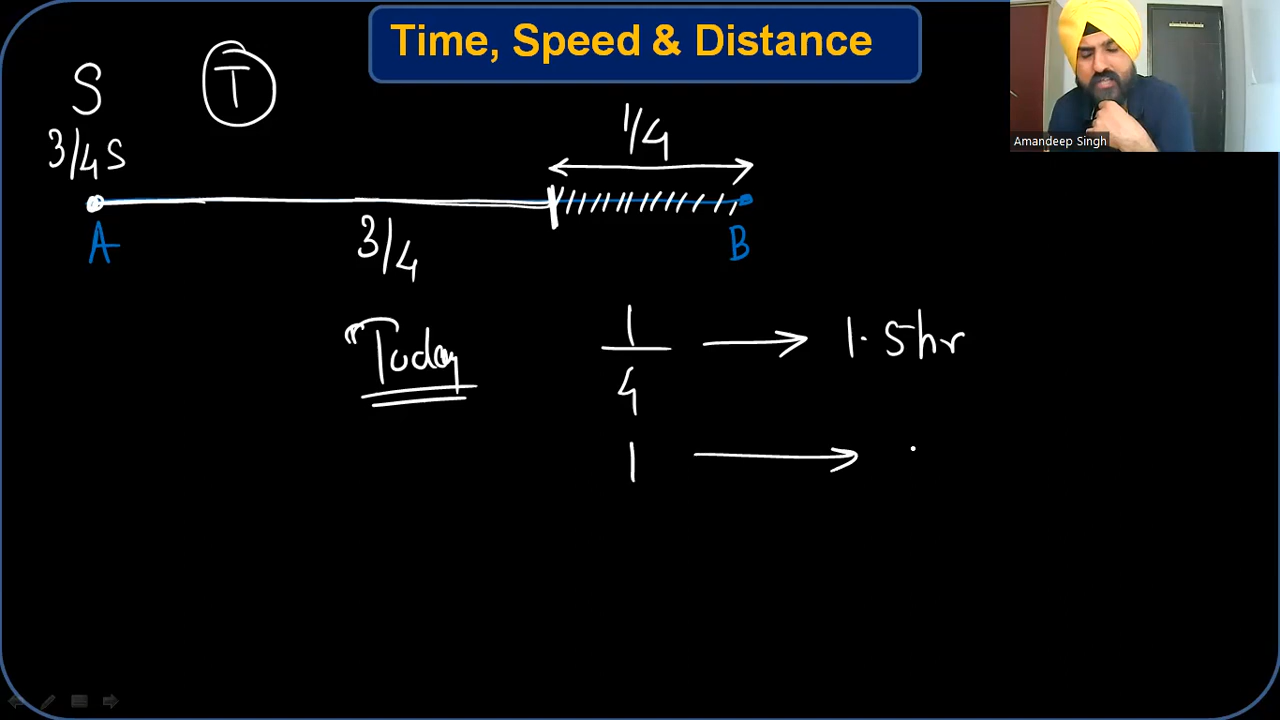 Time, Speed & Distance
Amandeep Singh
S T
3/4 S
1/4
A
3/4
B
Today
1/4 → 1.5hr
1 →